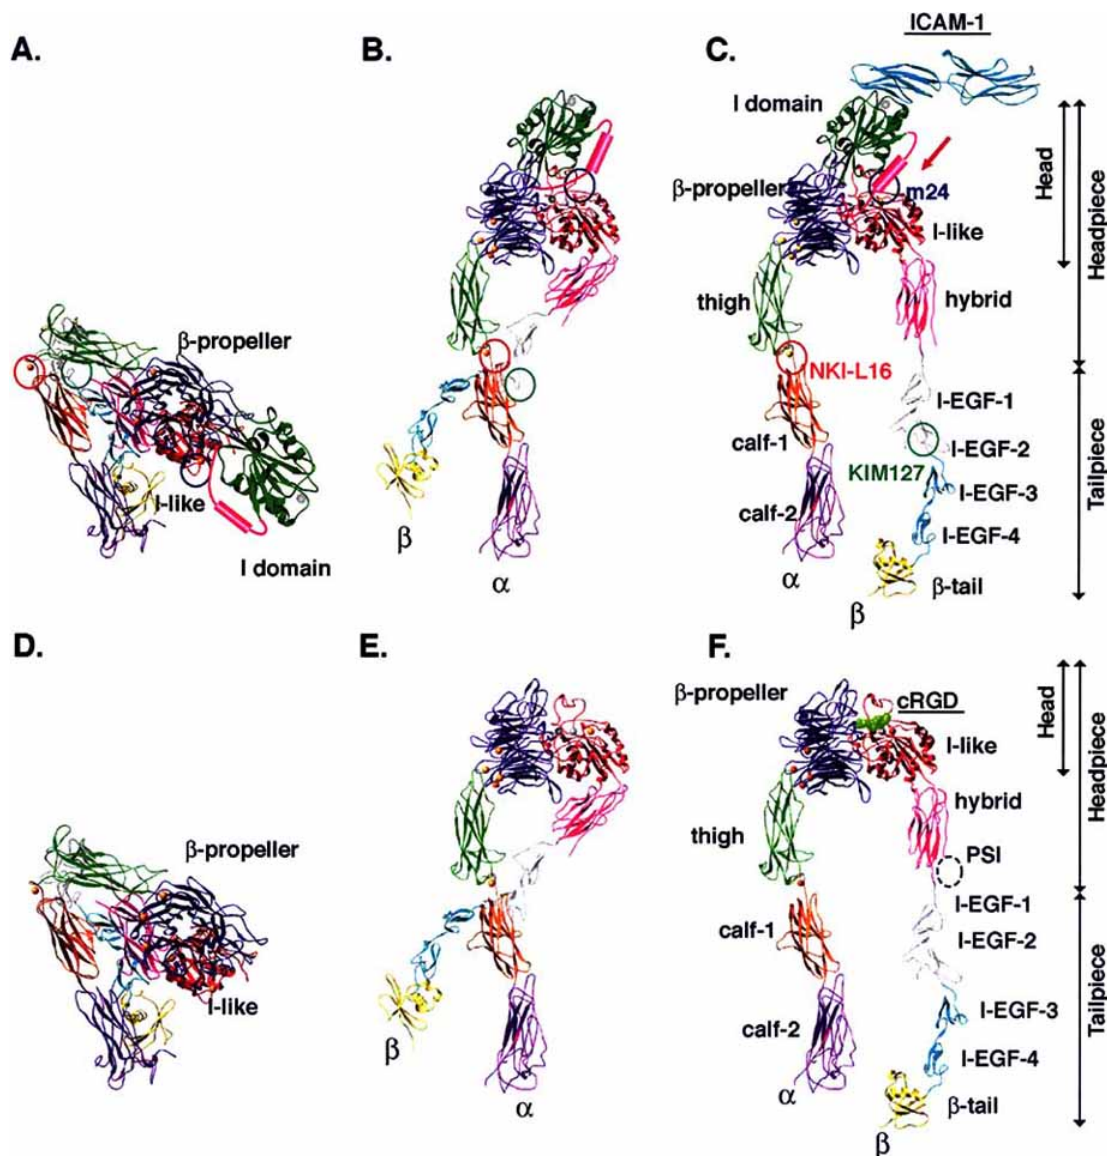 A.
B.
C.
ICAM-1
I domain
β-propeller
m24
I-like
thigh
hybrid
NKI-L16
I-EGF-1
calf-1
I-EGF-2
KIM127
I-EGF-3
calf-2
I-EGF-4
β-tail
α
β
Head
Headpiece
Tailpiece
β-propeller
I-like
I domain
β
α
D.
E.
F.
β-propeller
cRGD
I-like
hybrid
thigh
PSI
I-EGF-1
calf-1
I-EGF-2
I-EGF-3
calf-2
I-EGF-4
β-tail
α
β
Head
Headpiece
Tailpiece
β-propeller
I-like
β
α